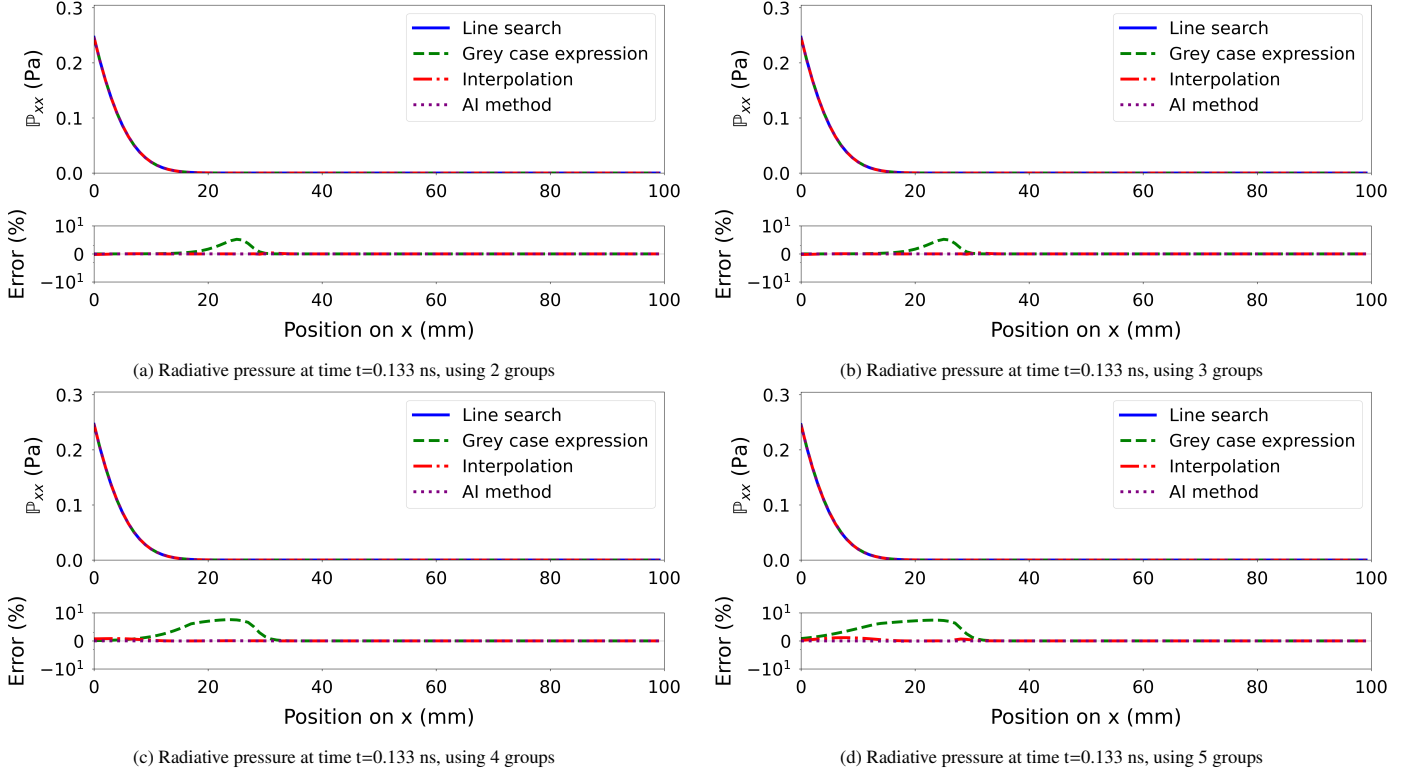 0.3
0.2
0.1
0.0
ℙxx (Pa)
Line search
Grey case expression
Interpolation
AI method
0 20 40 60 80 100
Error (%)
10¹
0
−10¹
0 20 40 60 80 100
Position on x (mm)
(a) Radiative pressure at time t=0.133 ns, using 2 groups
0.3
0.2
0.1
0.0
ℙxx (Pa)
Line search
Grey case expression
Interpolation
AI method
0 20 40 60 80 100
Error (%)
10¹
0
−10¹
0 20 40 60 80 100
Position on x (mm)
(b) Radiative pressure at time t=0.133 ns, using 3 groups
0.3
0.2
0.1
0.0
ℙxx (Pa)
Line search
Grey case expression
Interpolation
AI method
0 20 40 60 80 100
Error (%)
10¹
0
−10¹
0 20 40 60 80 100
Position on x (mm)
(c) Radiative pressure at time t=0.133 ns, using 4 groups
0.3
0.2
0.1
0.0
ℙxx (Pa)
Line search
Grey case expression
Interpolation
AI method
0 20 40 60 80 100
Error (%)
10¹
0
−10¹
0 20 40 60 80 100
Position on x (mm)
(d) Radiative pressure at time t=0.133 ns, using 5 groups